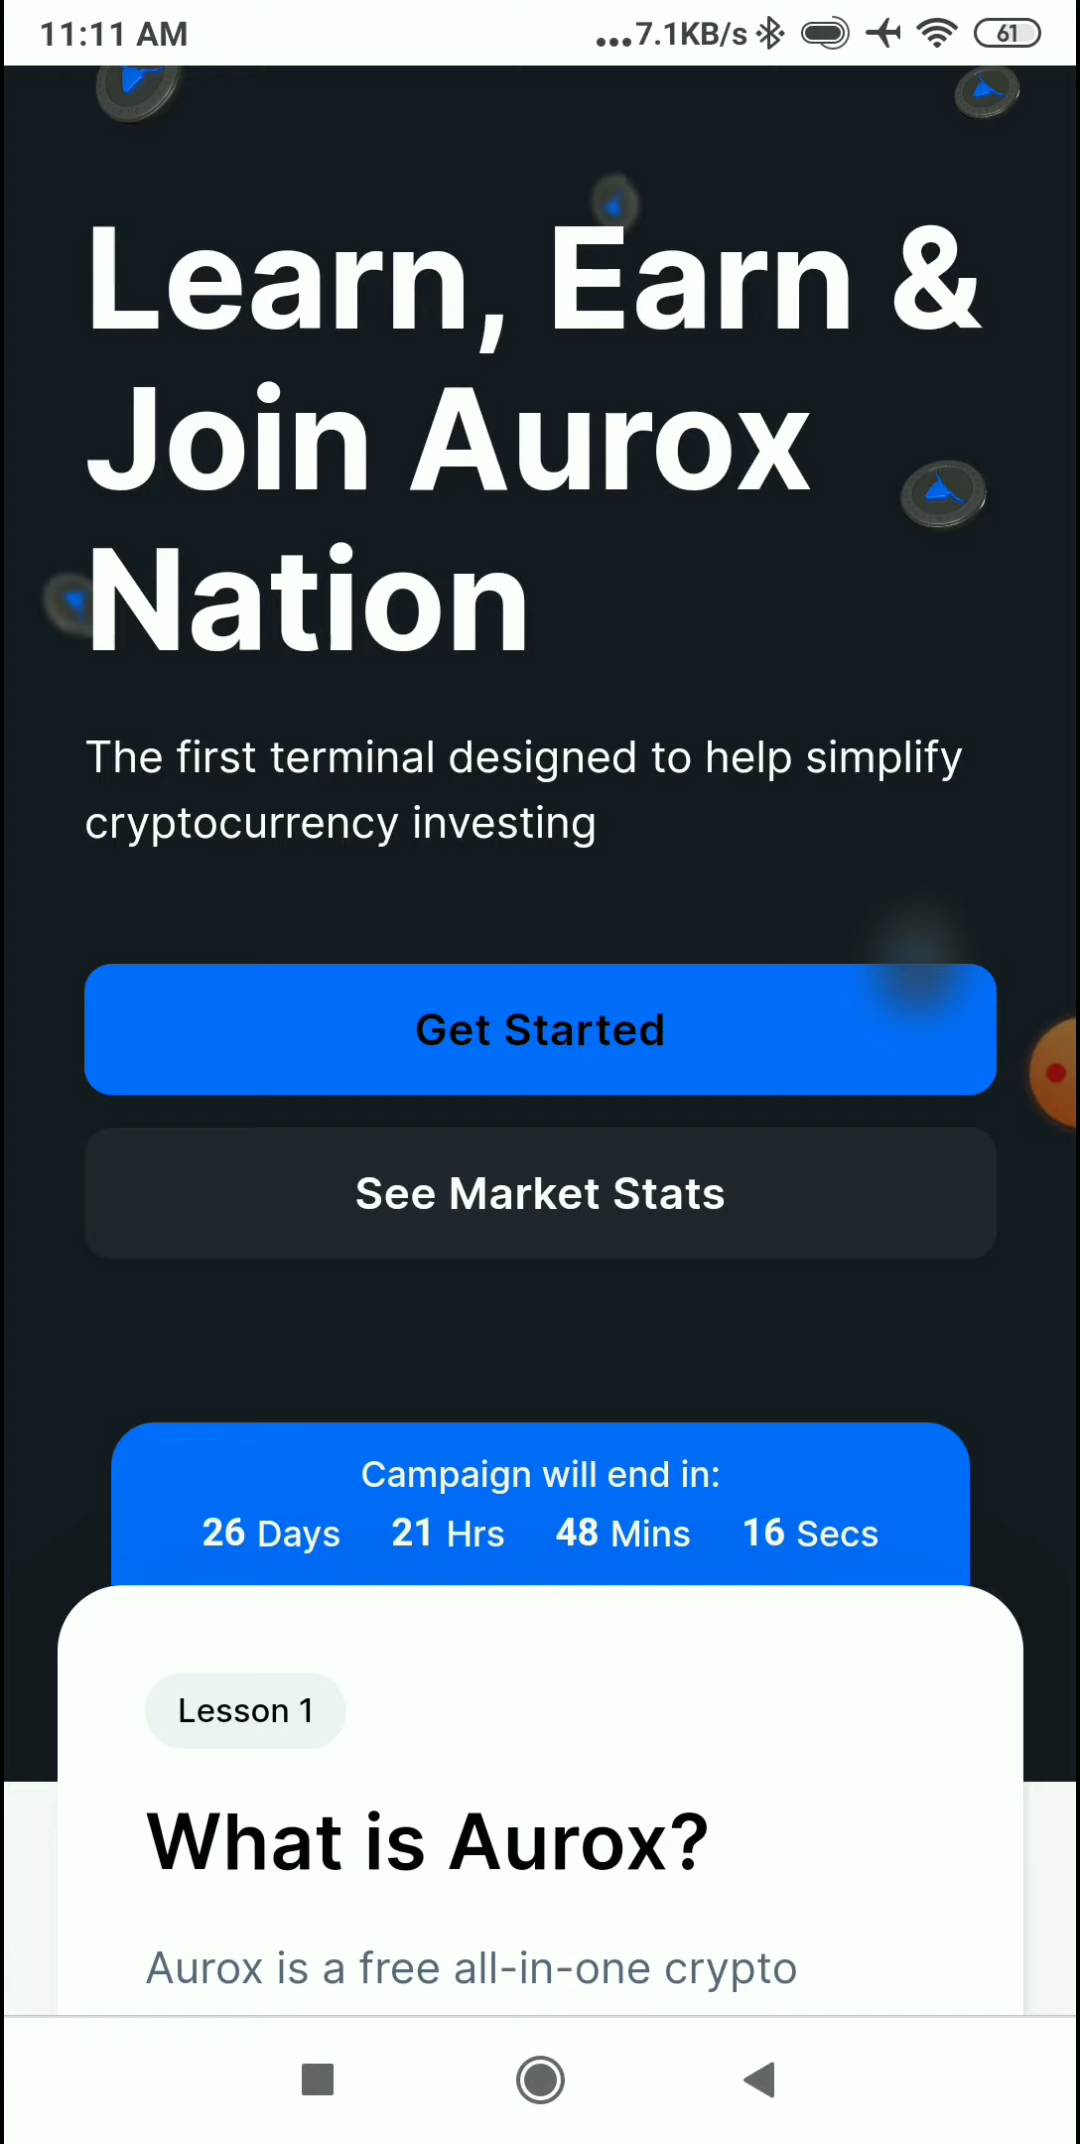 11:11 AM
...7.1KB/s
61
Learn, Earn &
Join Aurox
Nation
The first terminal designed to help simplify
cryptocurrency investing
Get Started
See Market Stats
Campaign will end in:
26 Days 21 Hrs 48 Mins 16 Secs
Lesson 1
What is Aurox?
Aurox is a free all-in-one crypto